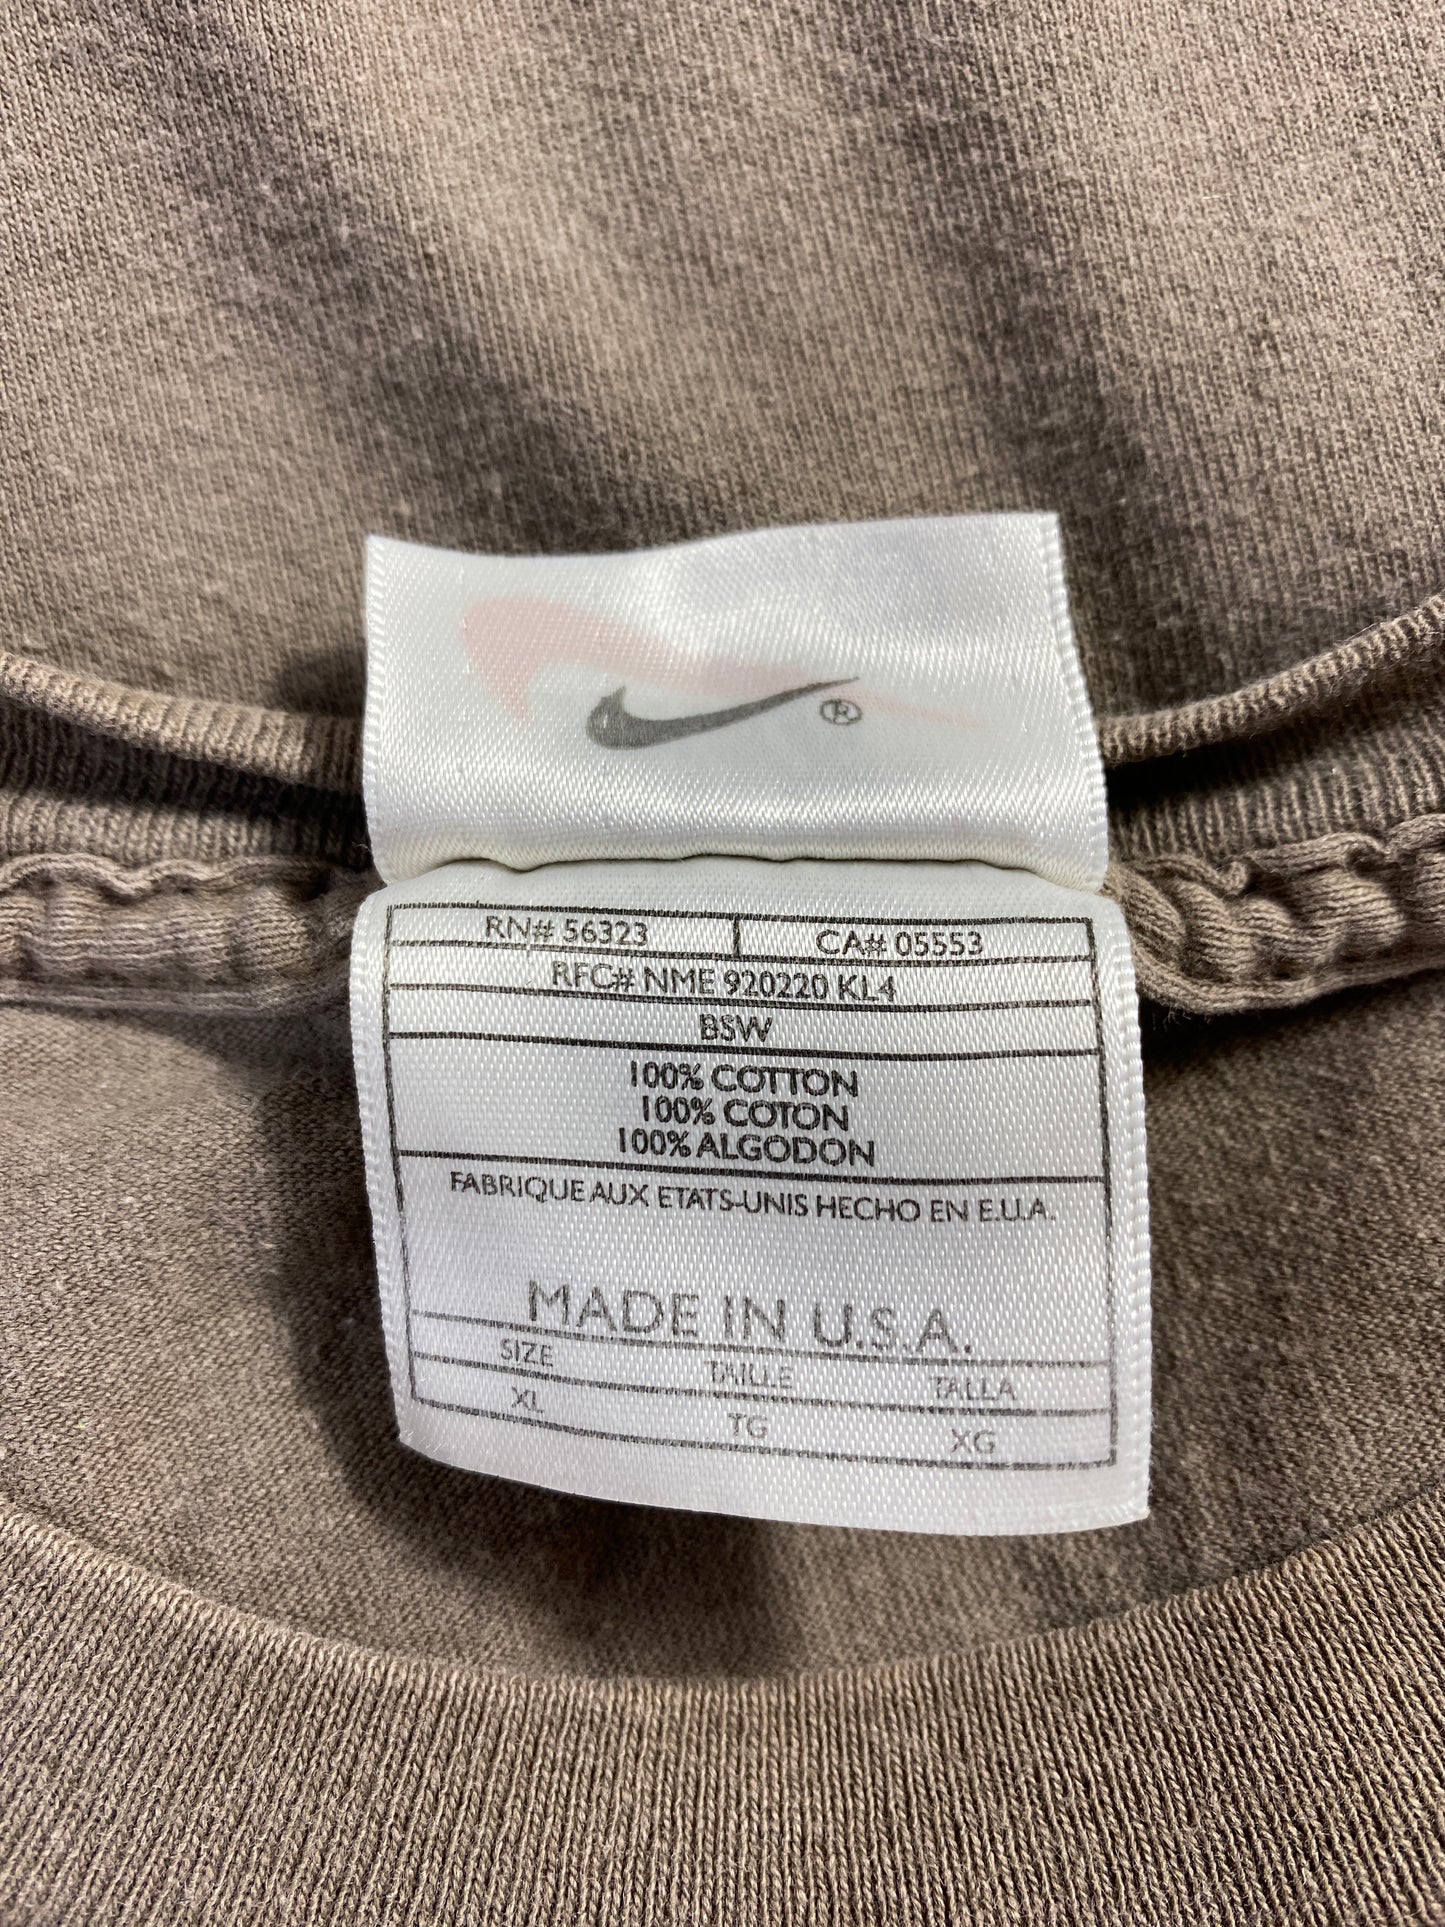 ®
RN# 56323 CA# 05553
RFC# NME 920220 KL4
BSW
100% COTTON
100% COTON
100% ALGODON
FABRIQUE AUX ETATS-UNIS HECHO EN E.U.A.
MADE IN U.S.A.
SIZE TAILLE TALLA
XL TG XG